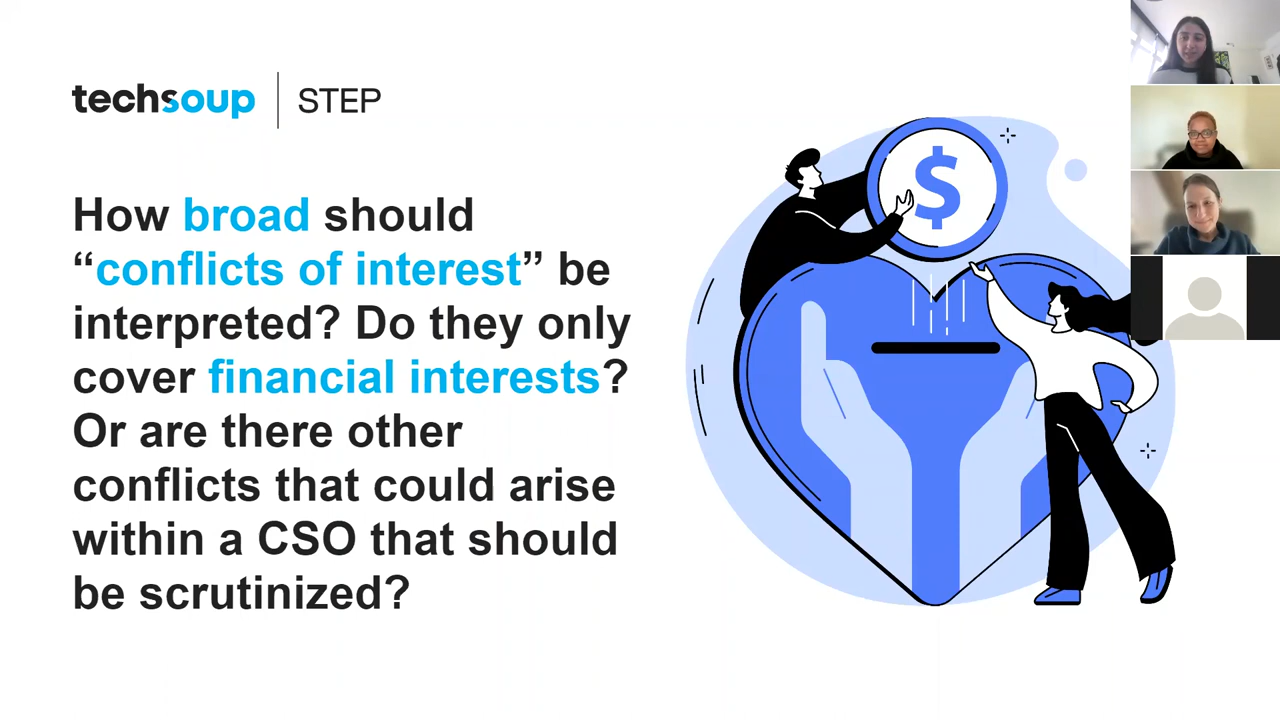 techsoup | STEP
How broad should
“conflicts of interest” be
interpreted? Do they only
cover financial interests?
Or are there other
conflicts that could arise
within a CSO that should
be scrutinized?
$